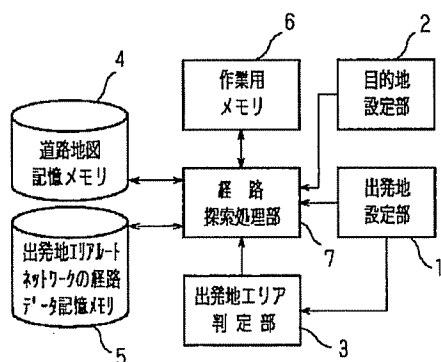 6
作業用
メモリ
2
目的地
設定部
4
道路地図
記憶メモリ
経路
探索処理部
7
出発地
設定部
1
出発地エリアルート
ネットワークの経路
データ記憶メモリ
5
出発地エリア
判定部
3